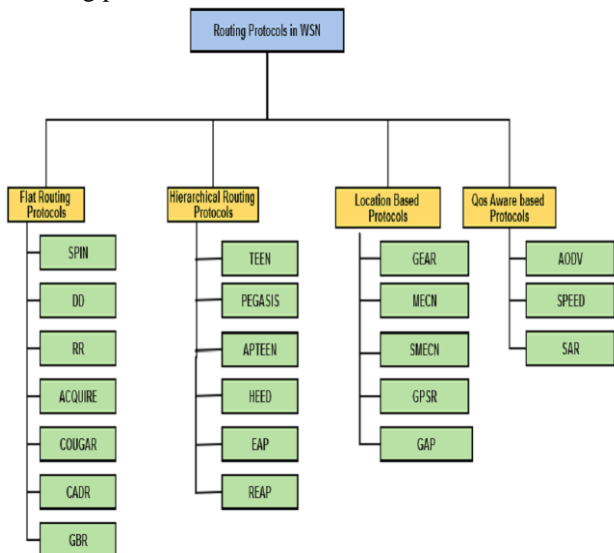 Routing Protocols in WSN
Flat Routing
Protocols
SPIN
DD
RR
ACQUIRE
COUGAR
CADR
GBR
Hierarchical Routing
Protocols
TEEN
PEGASIS
APTEEN
HEED
EAP
REAP
Location Based
Protocols
GEAR
MECN
SMECN
GPSR
GAP
Qos Aware based
Protocols
AODV
SPEED
SAR